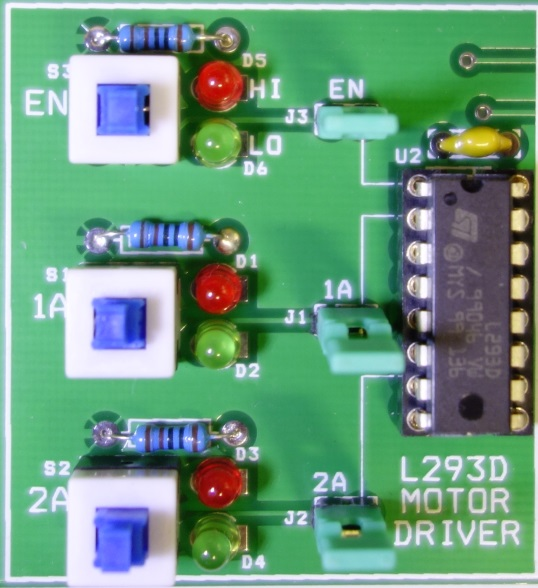 D5
S3
HI
EN
EN
J3
LO
D6
U2
D1
S1
1A
1A
J1
D2
D3
S2
2A
2A
J2
D4
L293D
MOTOR
DRIVER
ST